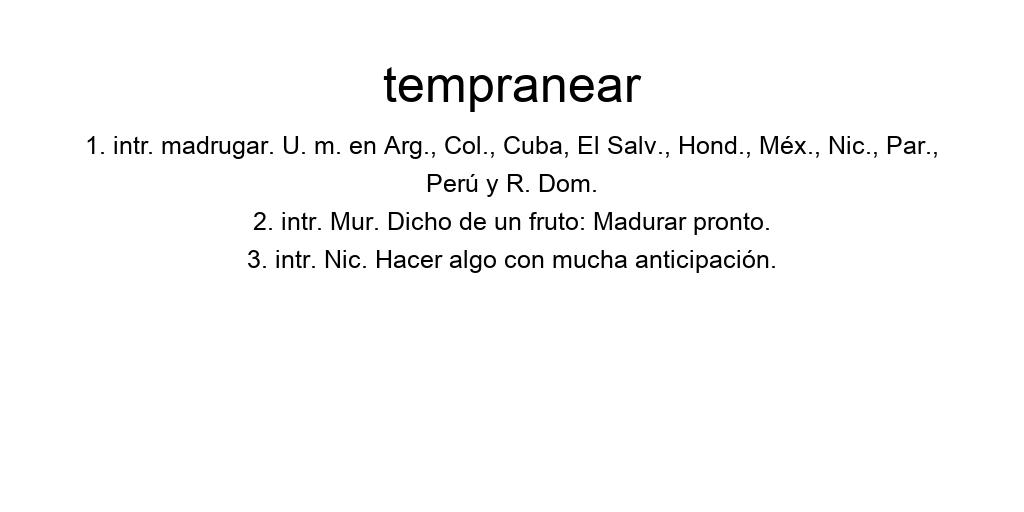 tempranear
1. intr. madrugar. U. m. en Arg., Col., Cuba, El Salv., Hond., Méx., Nic., Par.,
Perú y R. Dom.
2. intr. Mur. Dicho de un fruto: Madurar pronto.
3. intr. Nic. Hacer algo con mucha anticipación.